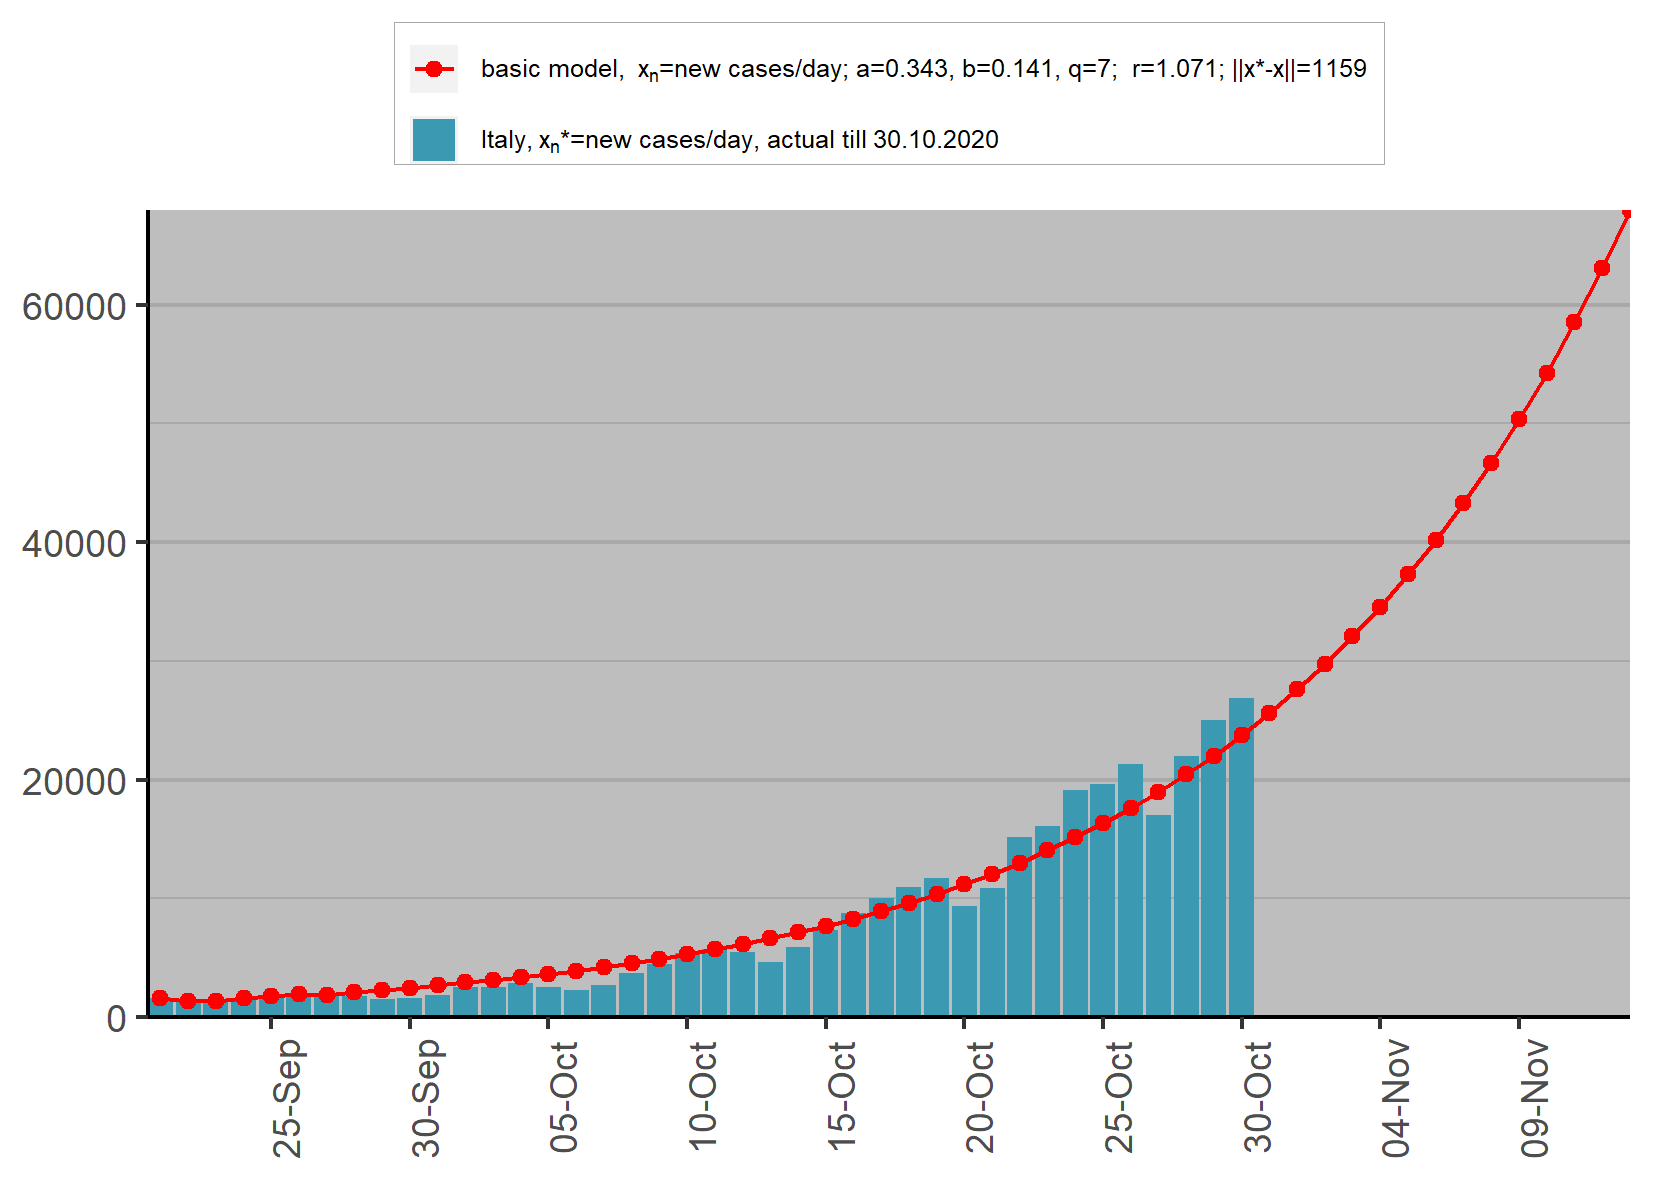 basic model, xₙ=new cases/day; a=0.343, b=0.141, q=7; r=1.071; ||x*-x||=1159
Italy, xₙ*=new cases/day, actual till 30.10.2020
60000
40000
20000
0
25-Sep
30-Sep
05-Oct
10-Oct
15-Oct
20-Oct
25-Oct
30-Oct
04-Nov
09-Nov